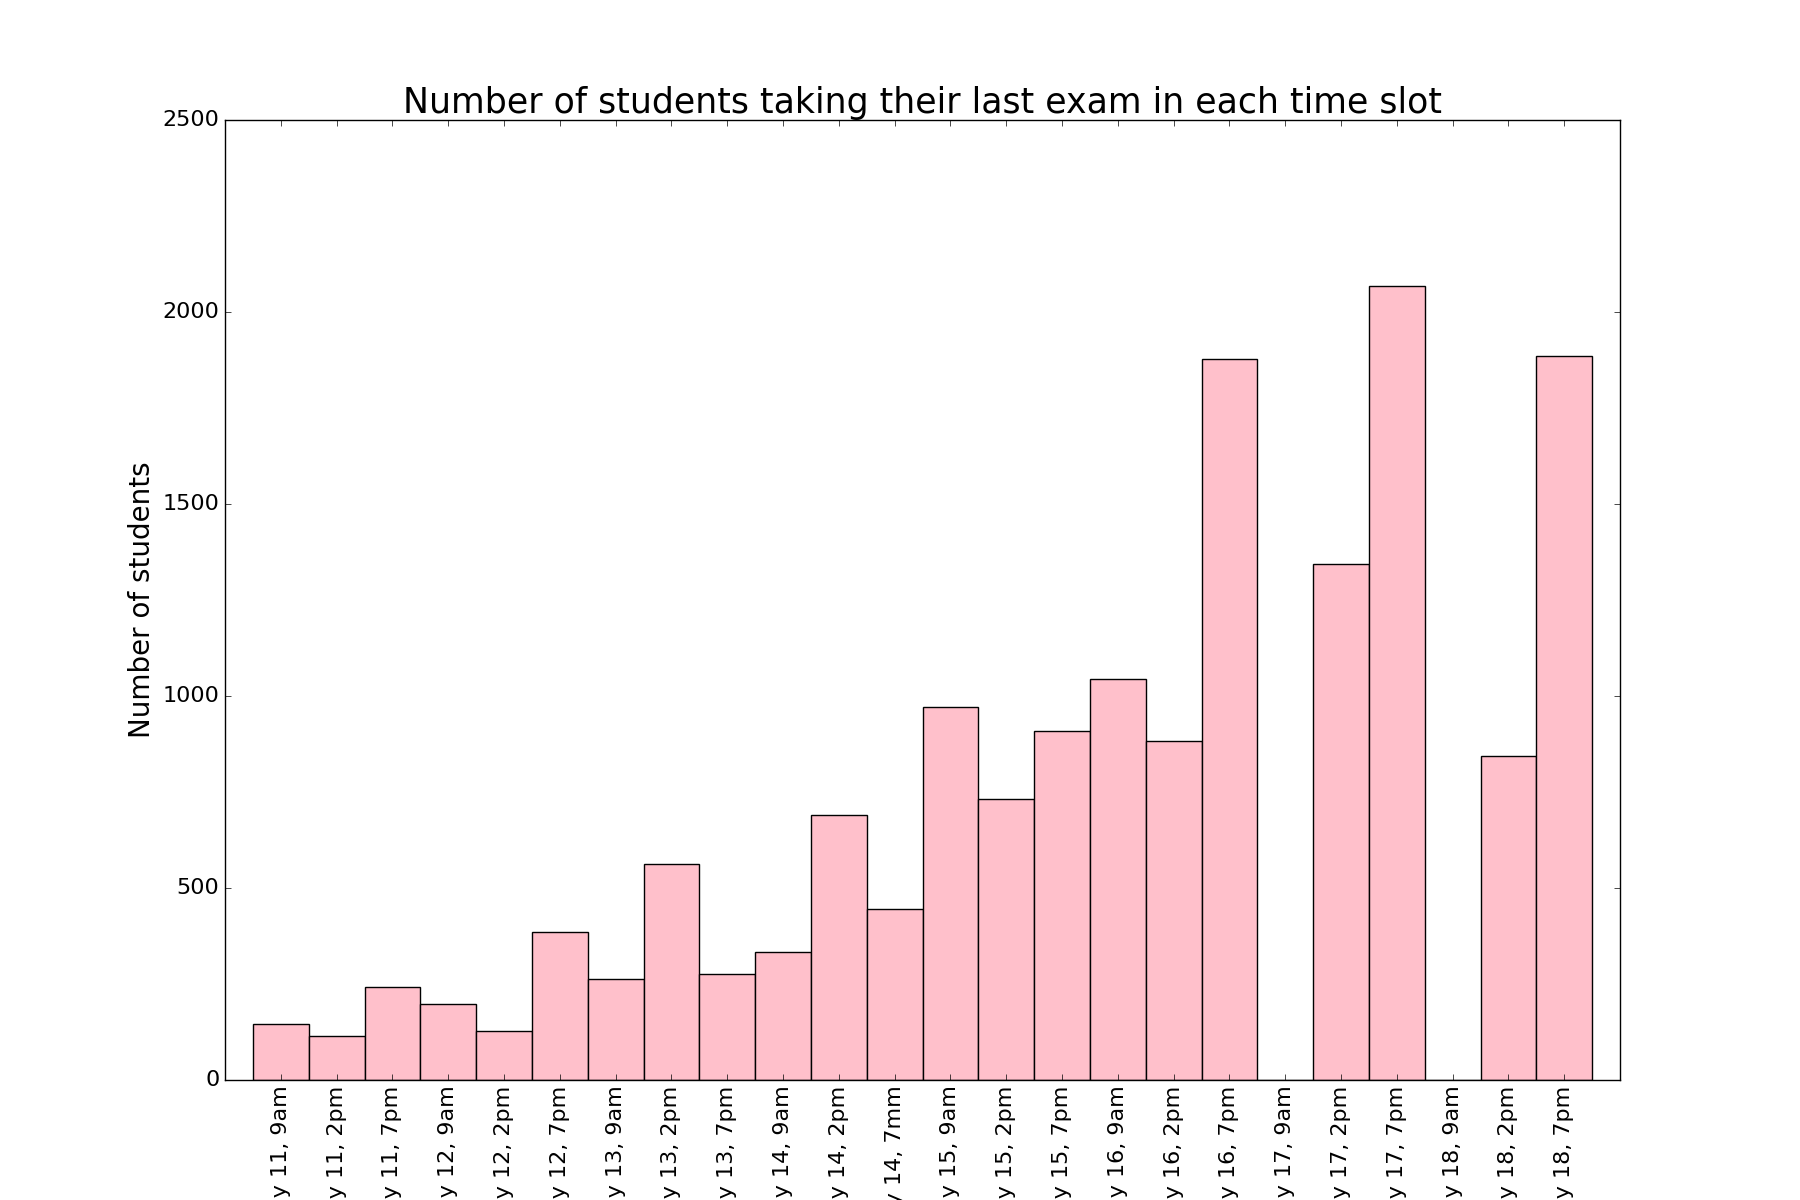 Number of students taking their last exam in each time slot
Number of students
2500
2000
1500
1000
500
0
y 11, 9am
y 11, 2pm
y 11, 7pm
y 12, 9am
y 12, 2pm
y 12, 7pm
y 13, 9am
y 13, 2pm
y 13, 7pm
y 14, 9am
y 14, 2pm
y 14, 7mm
y 15, 9am
y 15, 2pm
y 15, 7pm
y 16, 9am
y 16, 2pm
y 16, 7pm
y 17, 9am
y 17, 2pm
y 17, 7pm
y 18, 9am
y 18, 2pm
y 18, 7pm